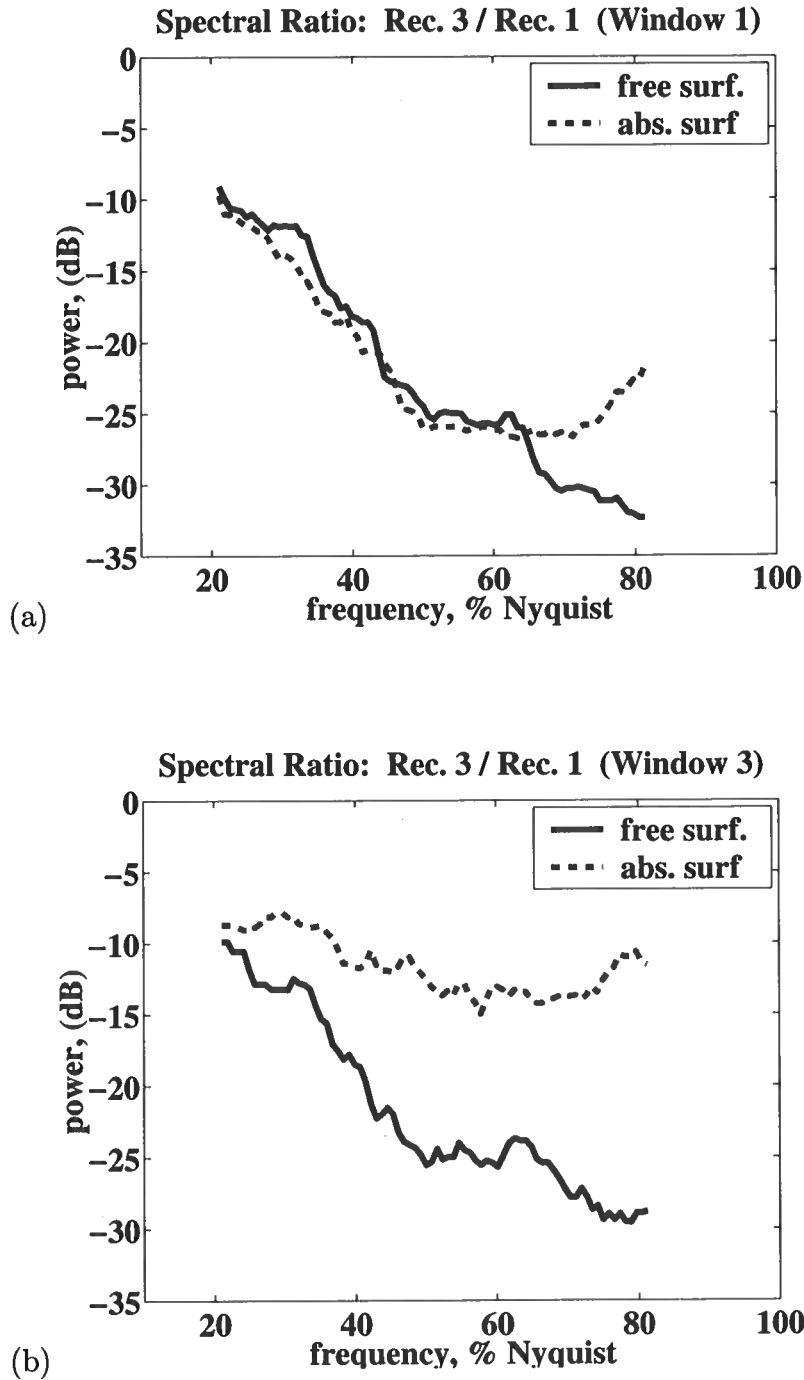 Spectral Ratio: Rec. 3 / Rec. 1 (Window 1)
0
−5
−10
−15
−20
−25
−30
−35
power, (dB)
free surf.
abs. surf
20
40
60
80
100
frequency, % Nyquist
(a)
Spectral Ratio: Rec. 3 / Rec. 1 (Window 3)
0
−5
−10
−15
−20
−25
−30
−35
power, (dB)
free surf.
abs. surf
20
40
60
80
100
frequency, % Nyquist
(b)